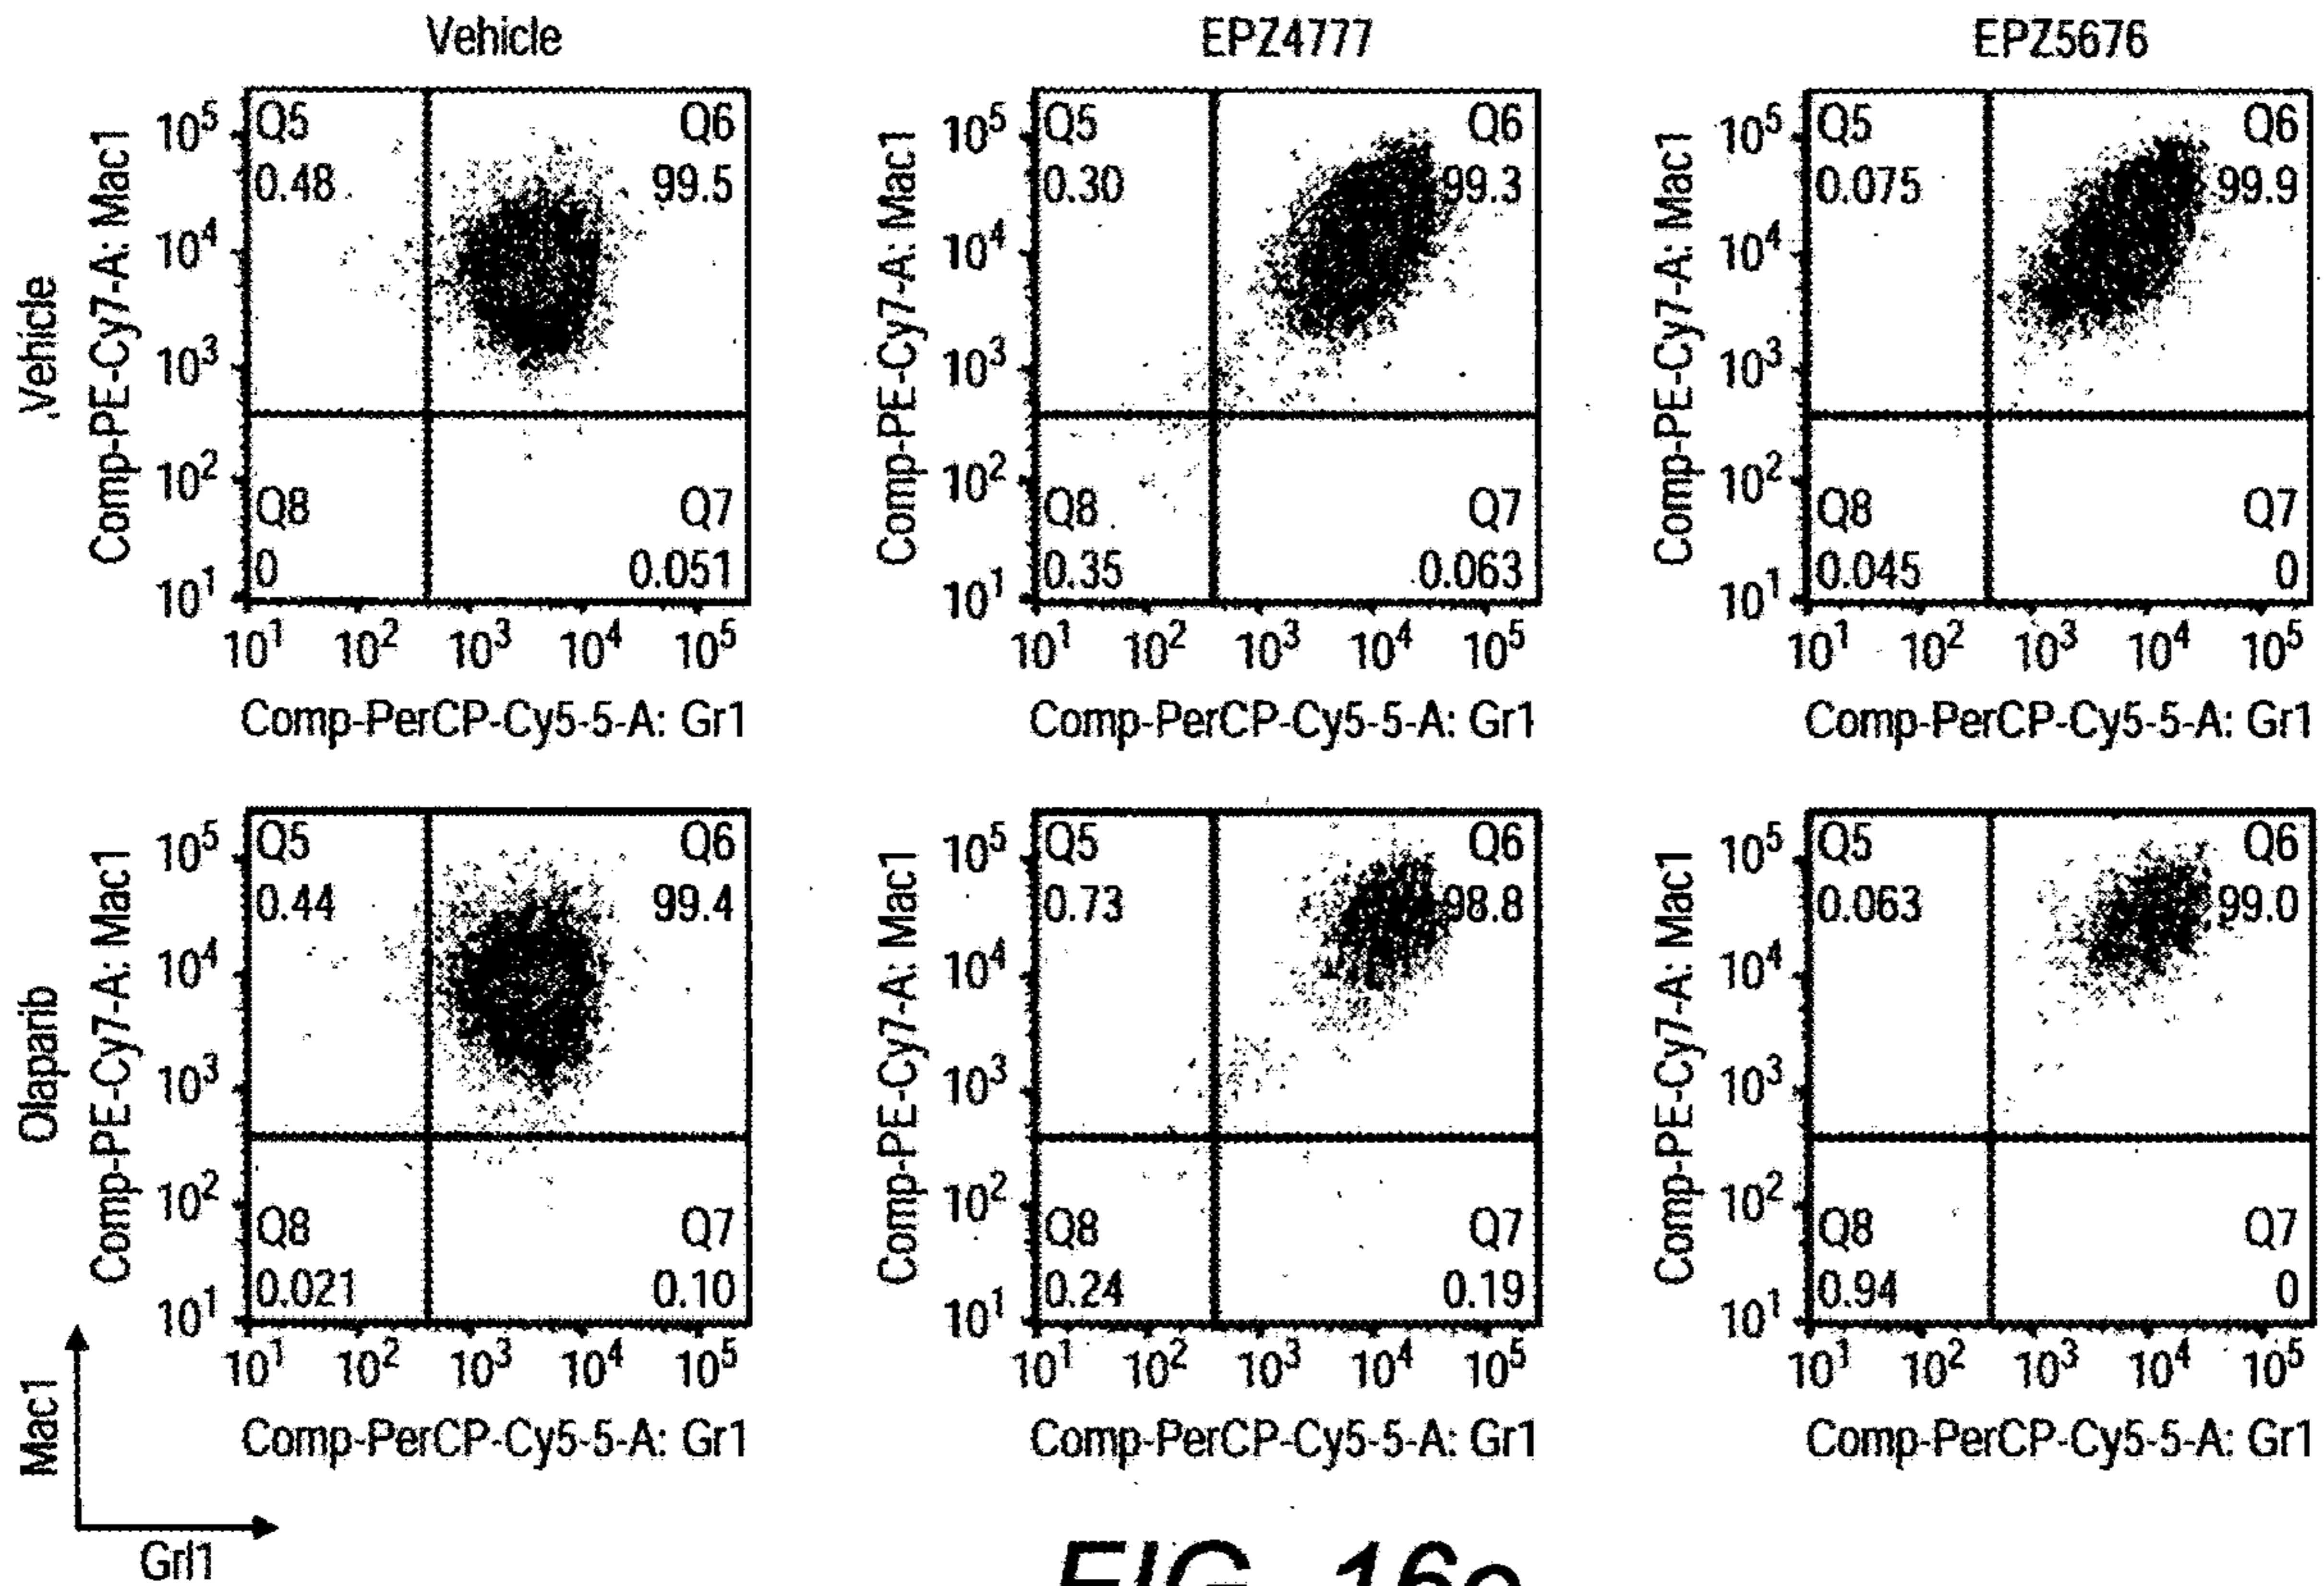 Vehicle EPZ4777 EPZ5676
Vehicle
Comp-PE-Cy7-A: Mac1
10^5
10^4
10^3
10^2
10^1
Q5 Q6
0.48 99.5
Q8 Q7
0 0.051
10^1 10^2 10^3 10^4 10^5
Comp-PerCP-Cy5-5-A: Gr1
Comp-PE-Cy7-A: Mac1
10^5
10^4
10^3
10^2
10^1
Q5 Q6
0.30 99.3
Q8 Q7
0.35 0.063
10^1 10^2 10^3 10^4 10^5
Comp-PerCP-Cy5-5-A: Gr1
Comp-PE-Cy7-A: Mac1
10^5
10^4
10^3
10^2
10^1
Q5 Q6
0.075 99.9
Q8 Q7
0.045 0
10^1 10^2 10^3 10^4 10^5
Comp-PerCP-Cy5-5-A: Gr1
Olaparib
Comp-PE-Cy7-A: Mac1
10^5
10^4
10^3
10^2
10^1
Q5 Q6
0.44 99.4
Q8 Q7
0.021 0.10
10^1 10^2 10^3 10^4 10^5
Comp-PerCP-Cy5-5-A: Gr1
Comp-PE-Cy7-A: Mac1
10^5
10^4
10^3
10^2
10^1
Q5 Q6
0.73 98.8
Q8 Q7
0.24 0.19
10^1 10^2 10^3 10^4 10^5
Comp-PerCP-Cy5-5-A: Gr1
Comp-PE-Cy7-A: Mac1
10^5
10^4
10^3
10^2
10^1
Q5 Q6
0.063 99.0
Q8 Q7
0.94 0
10^1 10^2 10^3 10^4 10^5
Comp-PerCP-Cy5-5-A: Gr1
Mac1
Grl1